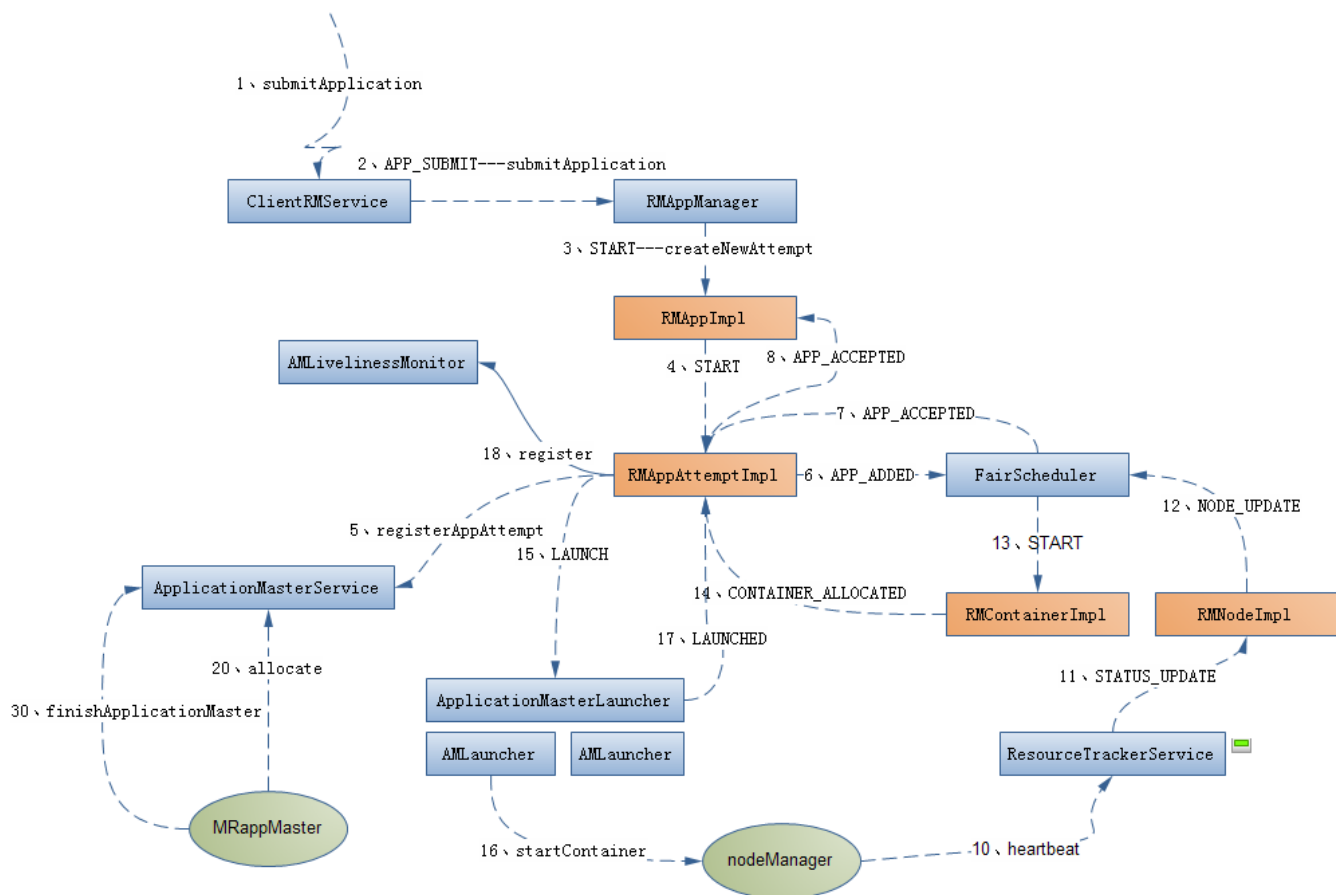 1、submitApplication
2、APP_SUBMIT---submitApplication
ClientRMService
RMAppManager
3、START---createNewAttempt
RMAppImpl
8、APP_ACCEPTED
4、START
AMLivelinessMonitor
7、APP_ACCEPTED
18、register
RMAppAttemptImpl
6、APP_ADDED
FairScheduler
12、NODE_UPDATE
5、registerAppAttempt
13、START
15、LAUNCH
ApplicationMasterService
14、CONTAINER_ALLOCATED
RMContainerImpl
RMNodeImpl
17、LAUNCHED
20、allocate
11、STATUS_UPDATE
ApplicationMasterLauncher
30、finishApplicationMaster
AMLauncher
AMLauncher
ResourceTrackerService
MRappMaster
16、startContainer
nodeManager
10、heartbeat